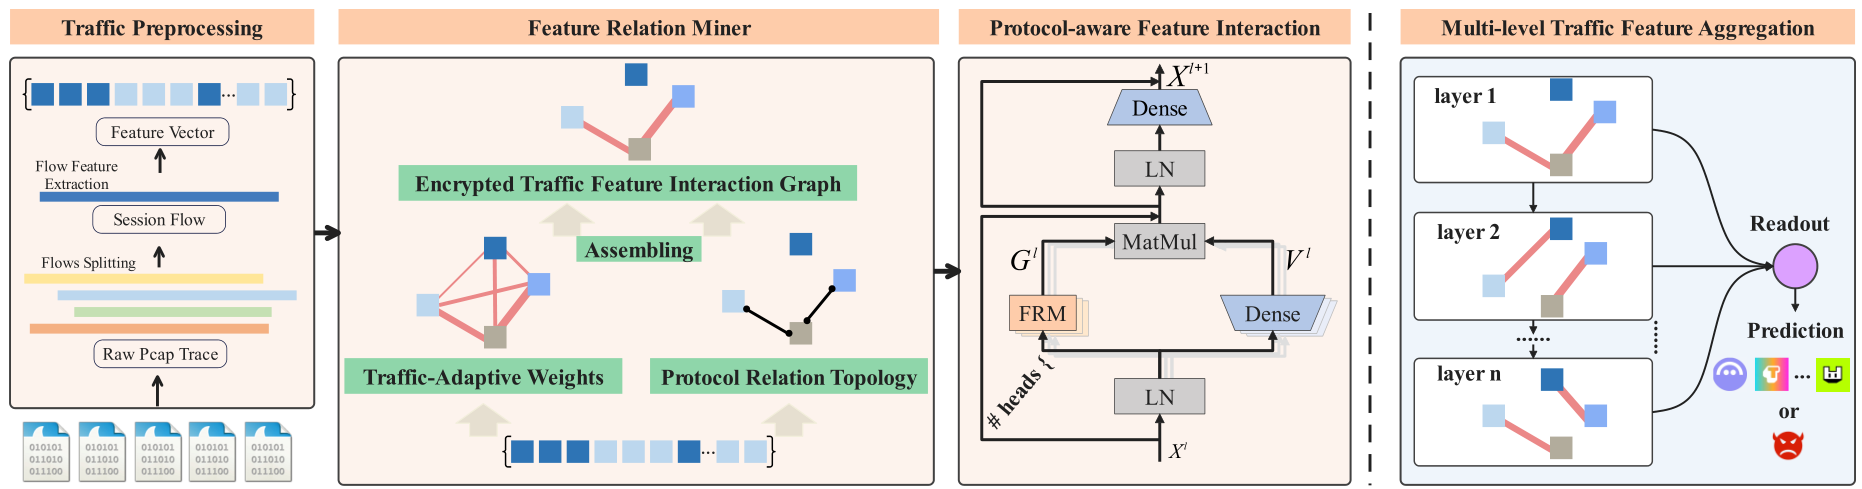 Traffic Preprocessing
Feature Vector
Flow Feature
Extraction
Session Flow
Flows Splitting
Raw Pcap Trace
010101
011010
011100
010101
011010
011100
010101
011010
011100
010101
011010
011100
010101
011010
011100
Feature Relation Miner
Encrypted Traffic Feature Interaction Graph
Assembling
Traffic-Adaptive Weights
Protocol Relation Topology
Protocol-aware Feature Interaction
X^{l+1}
Dense
LN
MatMul
G^l
V^l
FRM
Dense
# heads {
LN
X^l
Multi-level Traffic Feature Aggregation
layer 1
layer 2
......
layer n
Readout
Prediction
...
or